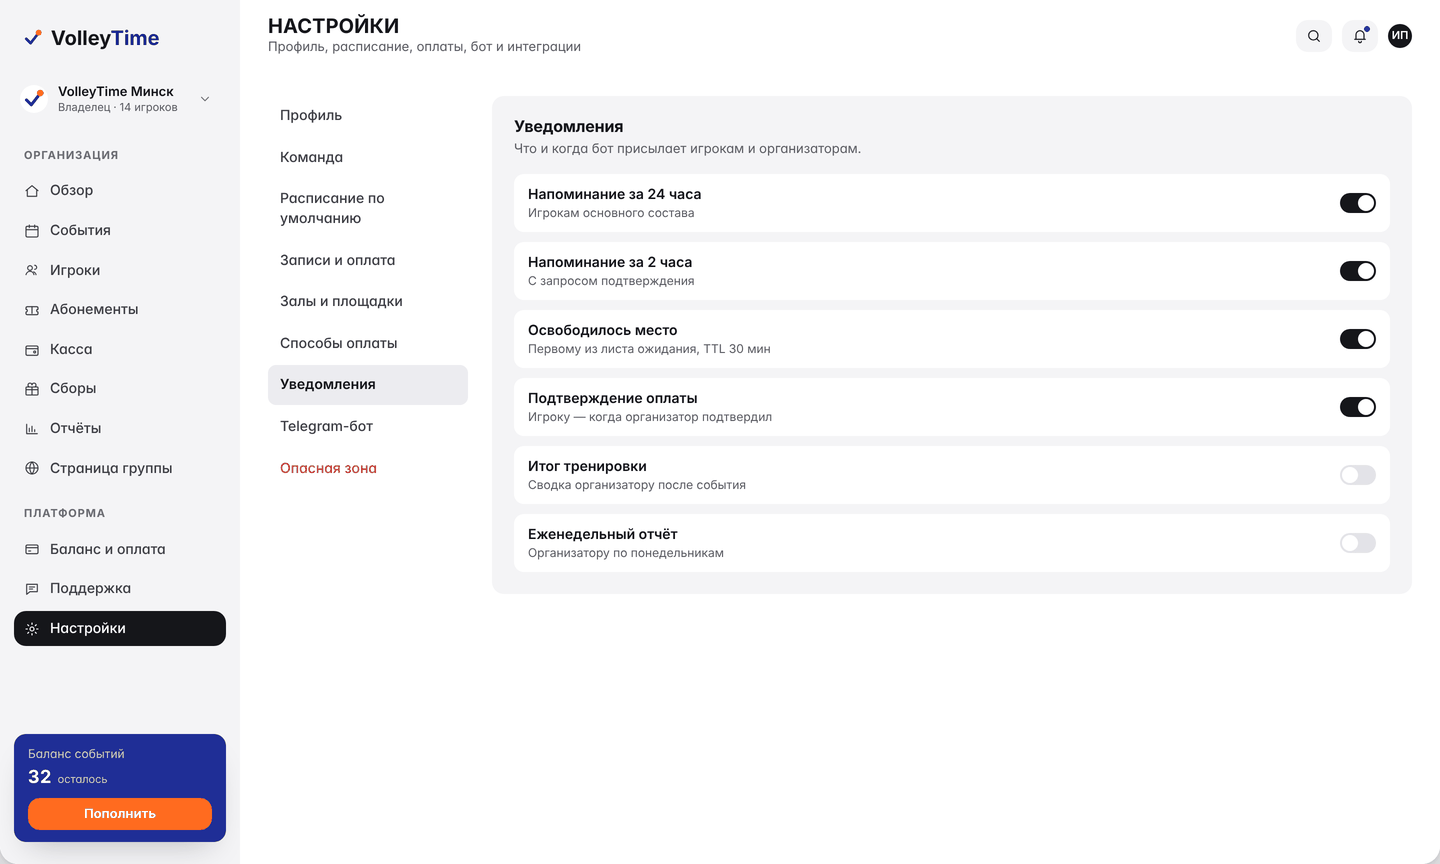 VolleyTime
VolleyTime Минск
Владелец · 14 игроков
ОРГАНИЗАЦИЯ
Обзор
События
Игроки
Абонементы
Касса
Сборы
Отчёты
Страница группы
ПЛАТФОРМА
Баланс и оплата
Поддержка
Настройки
Баланс событий
32 осталось
Пополнить
НАСТРОЙКИ
Профиль, расписание, оплаты, бот и интеграции
ИП
Профиль
Команда
Расписание по
умолчанию
Записи и оплата
Залы и площадки
Способы оплаты
Уведомления
Telegram-бот
Опасная зона
Уведомления
Что и когда бот присылает игрокам и организаторам.
Напоминание за 24 часа
Игрокам основного состава
Напоминание за 2 часа
С запросом подтверждения
Освободилось место
Первому из листа ожидания, TTL 30 мин
Подтверждение оплаты
Игроку — когда организатор подтвердил
Итог тренировки
Сводка организатору после события
Еженедельный отчёт
Организатору по понедельникам